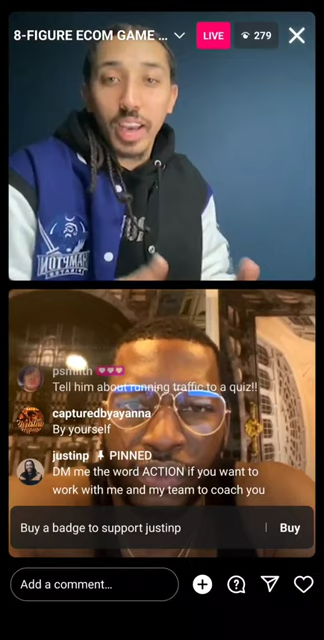 8-FIGURE ECOM GAME ...
LIVE
279
psmith
Tell him about running traffic to a quiz!!
capturedbyayanna
By yourself
justinp PINNED
DM me the word ACTION if you want to
work with me and my team to coach you
Buy a badge to support justinp
Buy
Add a comment...